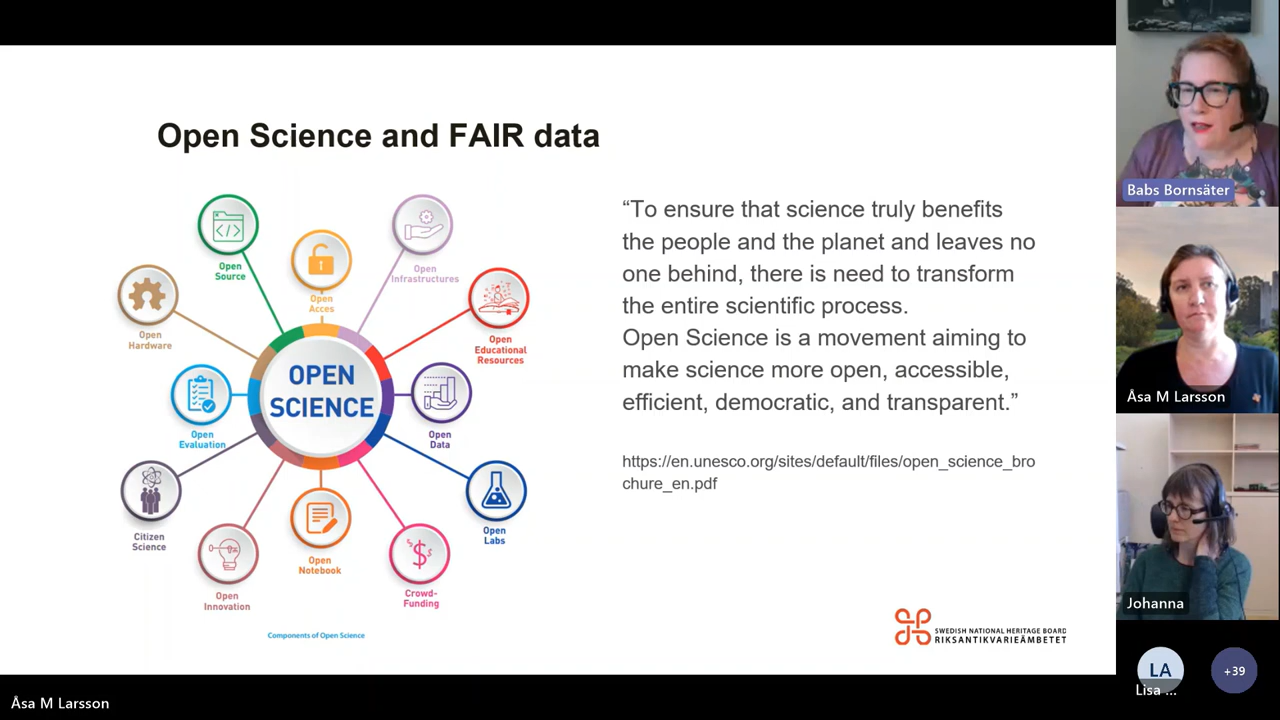 Open Science and FAIR data
Open
Source
Open
Acces
Open
Infrastructures
Open
Hardware
Open
Educational
Resources
OPEN
SCIENCE
Open
Evaluation
Open
Data
Citizen
Science
Open
Labs
Open
Notebook
Open
Innovation
Crowd-
Funding
Components of Open Science
“To ensure that science truly benefits
the people and the planet and leaves no
one behind, there is need to transform
the entire scientific process.
Open Science is a movement aiming to
make science more open, accessible,
efficient, democratic, and transparent.”
https://en.unesco.org/sites/default/files/open_science_bro
chure_en.pdf
SWEDISH NATIONAL HERITAGE BOARD
RIKSANTIKVARIEÄMBETET
Babs Bornsäter
Åsa M Larsson
Johanna
LA
Lisa ...
+39
Åsa M Larsson